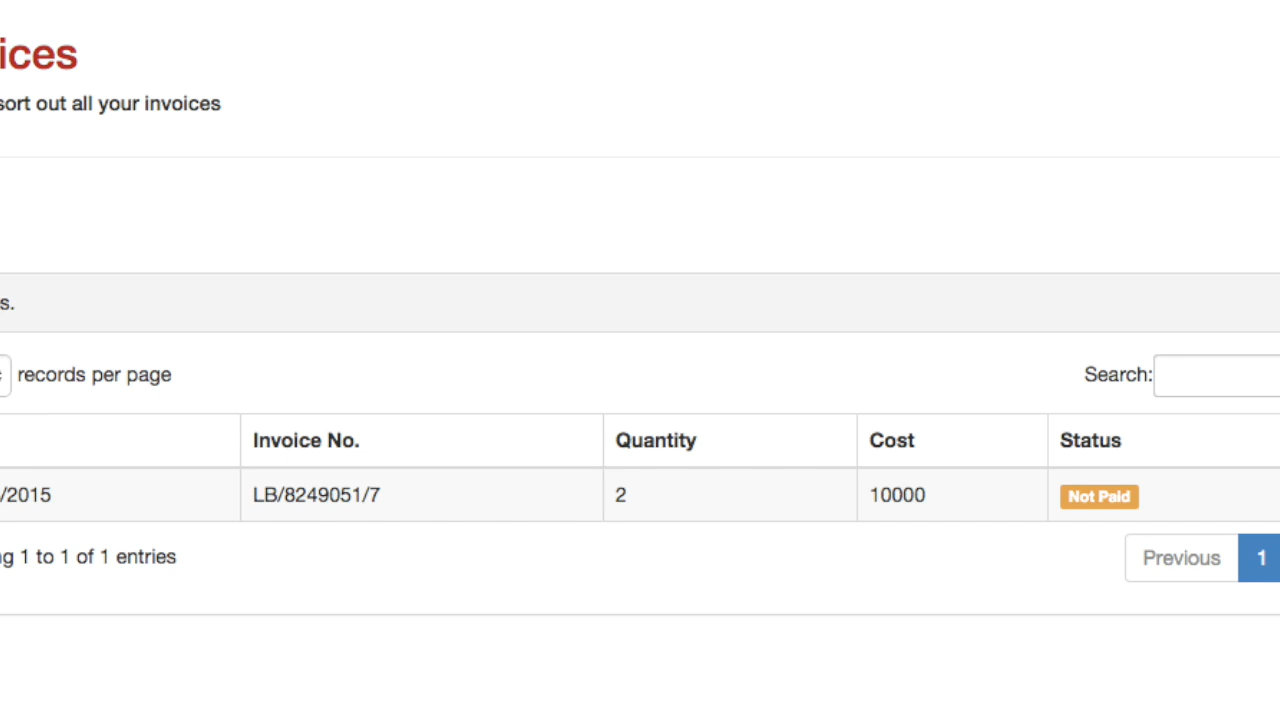 ices
sort out all your invoices
s.
records per page
Search:
Invoice No. Quantity Cost Status
/2015 LB/8249051/7 2 10000 Not Paid
g 1 to 1 of 1 entries
Previous 1